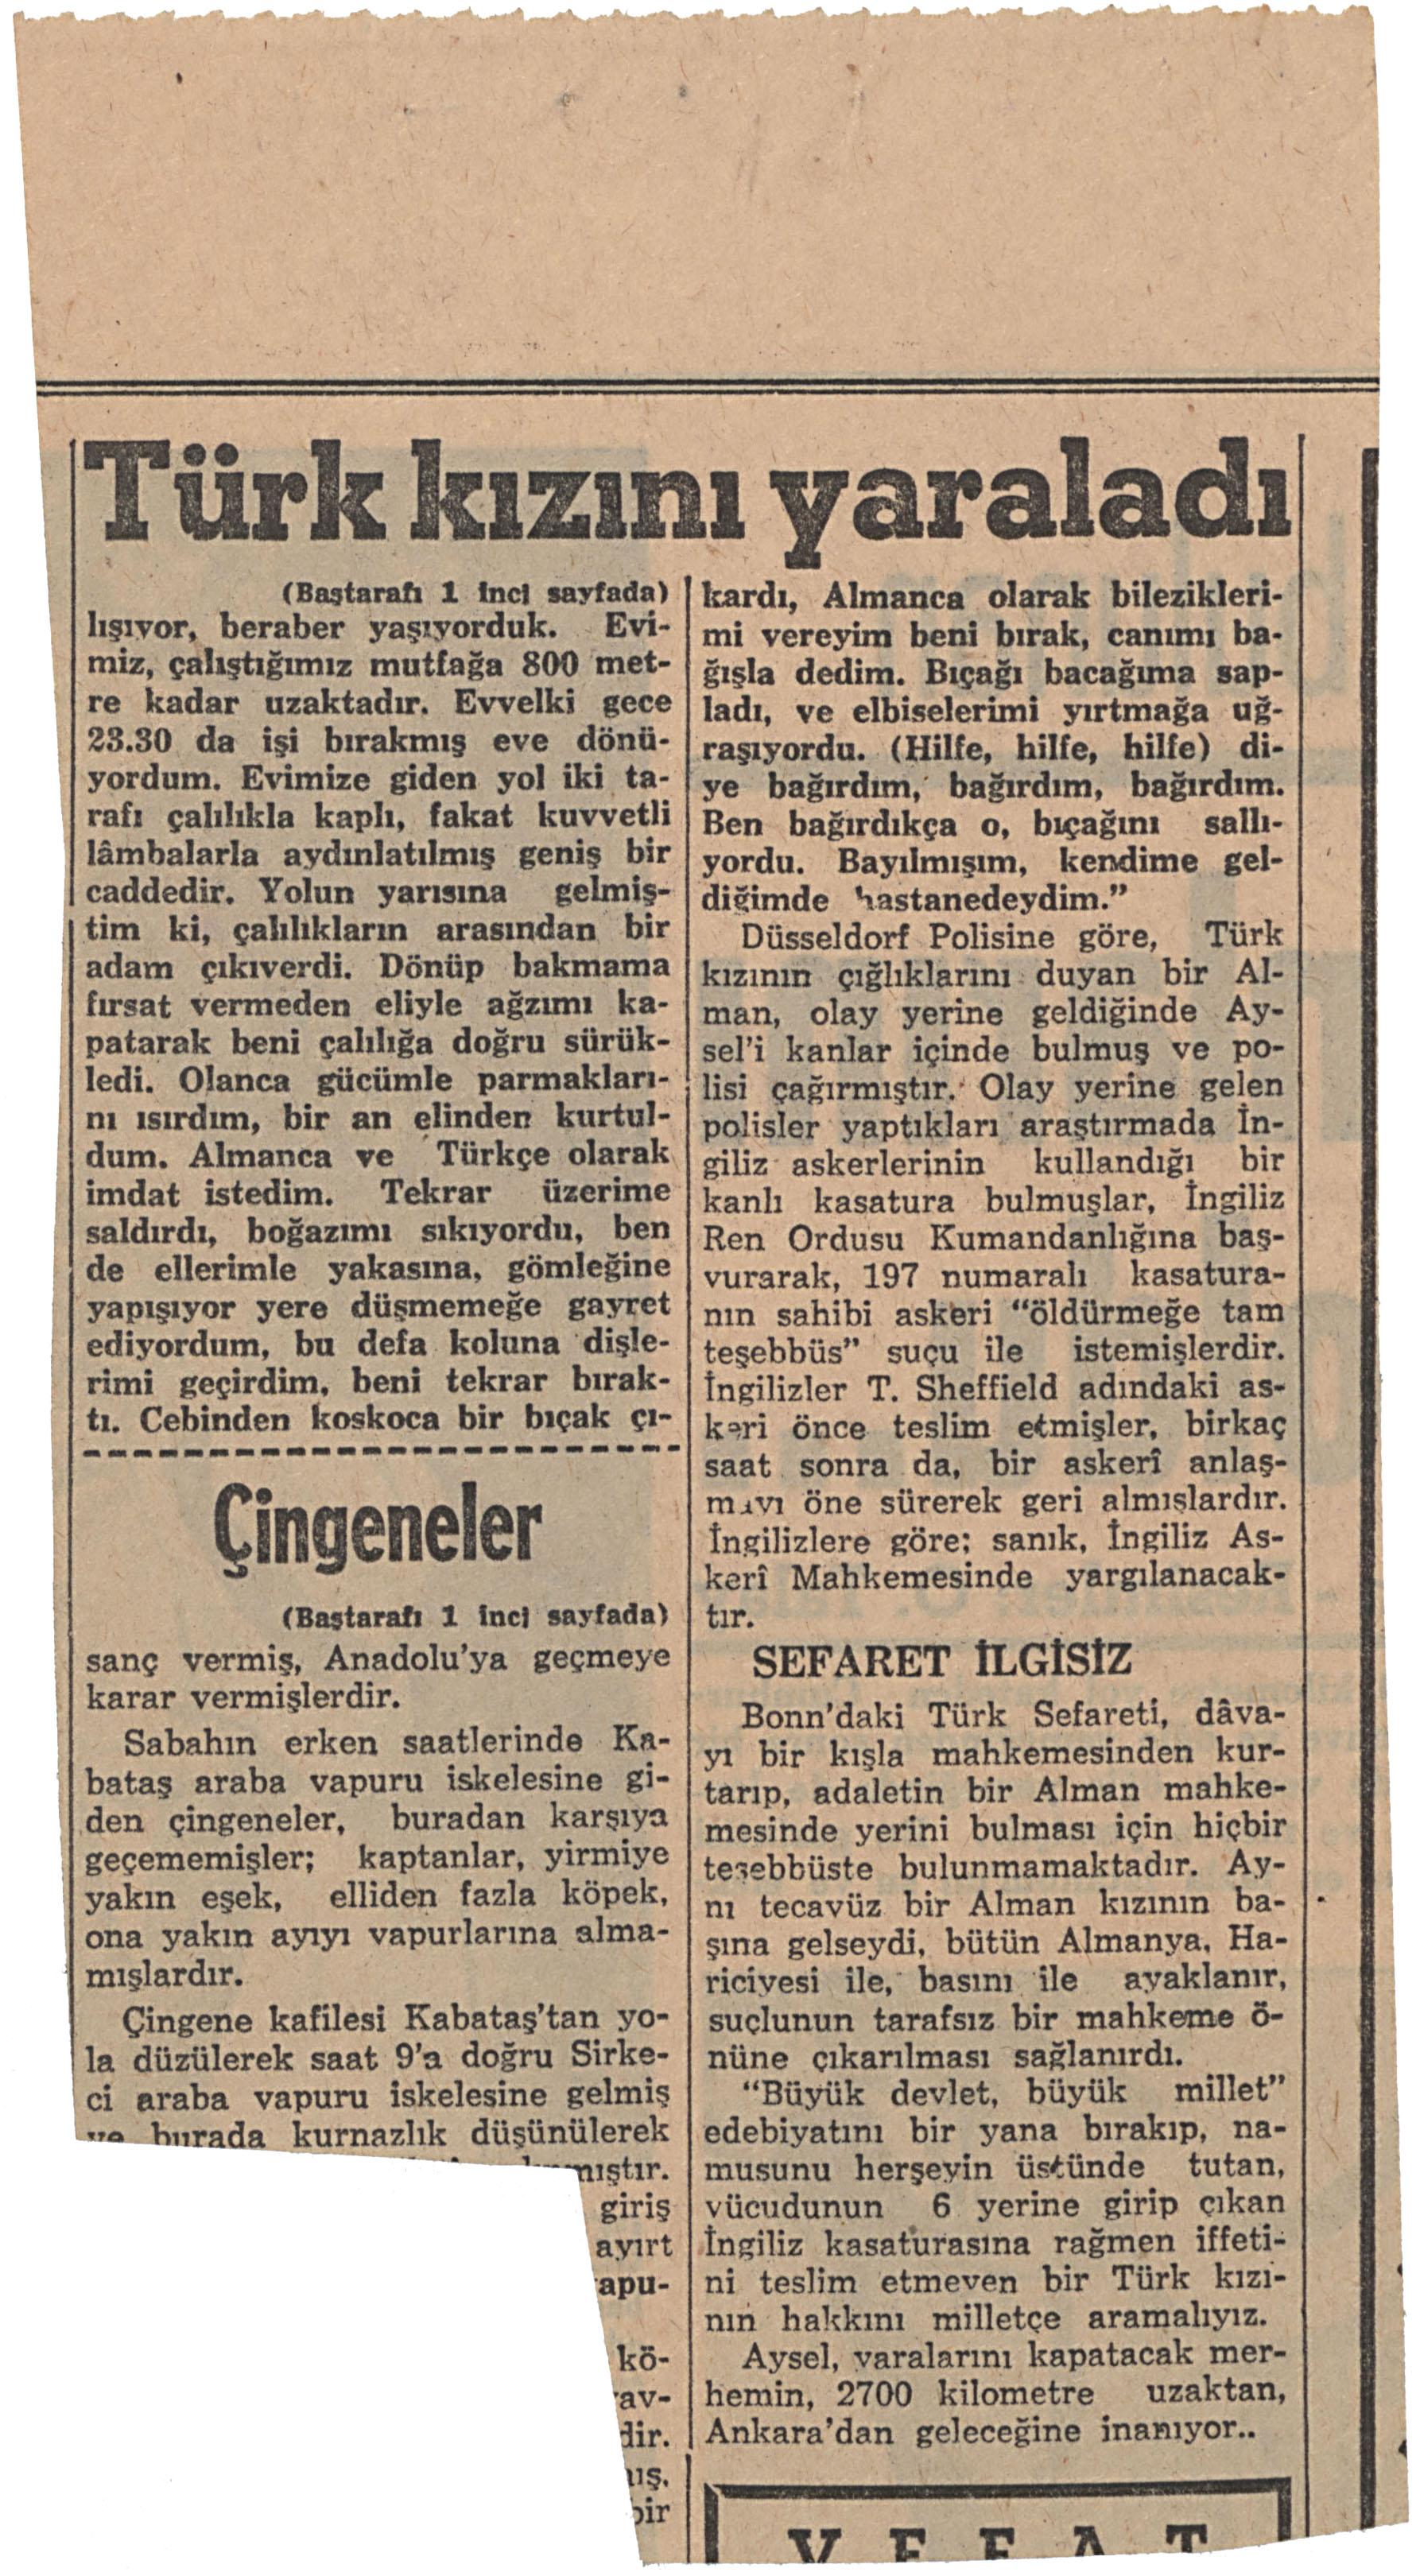 Türk kızını yaraladı
(Baştarafı 1 inci sayfada)
lışıyor, beraber yaşıyorduk. Evi-
miz, çalıştığımız mutfağa 800 met-
re kadar uzaktadır. Evvelki gece
23.30 da işi bırakmış eve dönü-
yordum. Evimize giden yol iki ta-
rafı çalılıkla kaplı, fakat kuvvetli
lâmbalarla aydınlatılmış geniş bir
caddedir. Yolun yarısına gelmiş-
tim ki, çalılıkların arasından bir
adam çıkıverdi. Dönüp bakmama
fırsat vermeden eliyle ağzımı ka-
patarak beni çalılığa doğru sürük-
ledi. Olanca gücümle parmakları-
nı ısırdım, bir an elinden kurtul-
dum. Almanca ve Türkçe olarak
imdat istedim. Tekrar üzerime
saldırdı, boğazımı sıkıyordu, ben
de ellerimle yakasına, gömleğine
yapışıyor yere düşmemeğe gayret
ediyordum, bu defa koluna dişle-
rimi geçirdim, beni tekrar bırak-
tı. Cebinden koskoca bir bıçak çı-
kardı, Almanca olarak bilezikleri-
mi vereyim beni bırak, canımı ba-
ğışla dedim. Bıçağı bacağıma sap-
ladı, ve elbiselerimi yırtmağa uğ-
raşıyordu. (Hilfe, hilfe, hilfe) di-
ye bağırdım, bağırdım, bağırdım.
Ben bağırdıkça o, bıçağını sallı-
yordu. Bayılmışım, kendime gel-
diğimde hastanedeydim.”
Düsseldorf Polisine göre, Türk
kızının çığlıklarını duyan bir Al-
man, olay yerine geldiğinde Ay-
sel'i kanlar içinde bulmuş ve po-
lisi çağırmıştır. Olay yerine gelen
polisler yaptıkları araştırmada İn-
giliz askerlerinin kullandığı bir
kanlı kasatura bulmuşlar, İngiliz
Ren Ordusu Kumandanlığına baş-
vurarak, 197 numaralı kasatura-
nın sahibi askeri “öldürmeğe tam
teşebbüs” suçu ile istemişlerdir.
İngilizler T. Sheffield adındaki as-
keri önce teslim etmişler, birkaç
saat sonra da, bir askerî anlaş-
mayı öne sürerek geri almışlardır.
İngilizlere göre; sanık, İngiliz As-
kerî Mahkemesinde yargılanacak-
tır.
SEFARET İLGİSİZ
Bonn'daki Türk Sefareti, dâva-
yı bir kışla mahkemesinden kur-
tarıp, adaletin bir Alman mahke-
mesinde yerini bulması için hiçbir
teşebbüste bulunmamaktadır. Ay-
nı tecavüz bir Alman kızının ba-
şına gelseydi, bütün Almanya, Ha-
riciyesi ile, basını ile ayaklanır,
suçlunun tarafsız bir mahkeme ö-
nüne çıkarılması sağlanırdı.
“Büyük devlet, büyük millet”
edebiyatını bir yana bırakıp, na-
musunu herşeyin üstünde tutan,
vücudunun 6 yerine girip çıkan
İngiliz kasaturasına rağmen iffeti-
ni teslim etmeyen bir Türk kızı-
nın hakkını milletçe aramalıyız.
Aysel, yaralarını kapatacak mer-
hemin, 2700 kilometre uzaktan,
Ankara'dan geleceğine inanıyor..
Çingeneler
(Baştarafı 1 inci sayfada)
sanç vermiş, Anadolu'ya geçmeye
karar vermişlerdir.
Sabahın erken saatlerinde Ka-
bataş araba vapuru iskelesine gi-
den çingeneler, buradan karşıya
geçememişler; kaptanlar, yirmiye
yakın eşek, elliden fazla köpek,
ona yakın ayıyı vapurlarına alma-
mışlardır.
Çingene kafilesi Kabataş'tan yo-
la düzülerek saat 9'a doğru Sirke-
ci araba vapuru iskelesine gelmiş
ve burada kurnazlık düşünülerek
mıştır.
giriş
ayırt
apu-
kö-
av-
dir.
ış,
bir
VEFAT